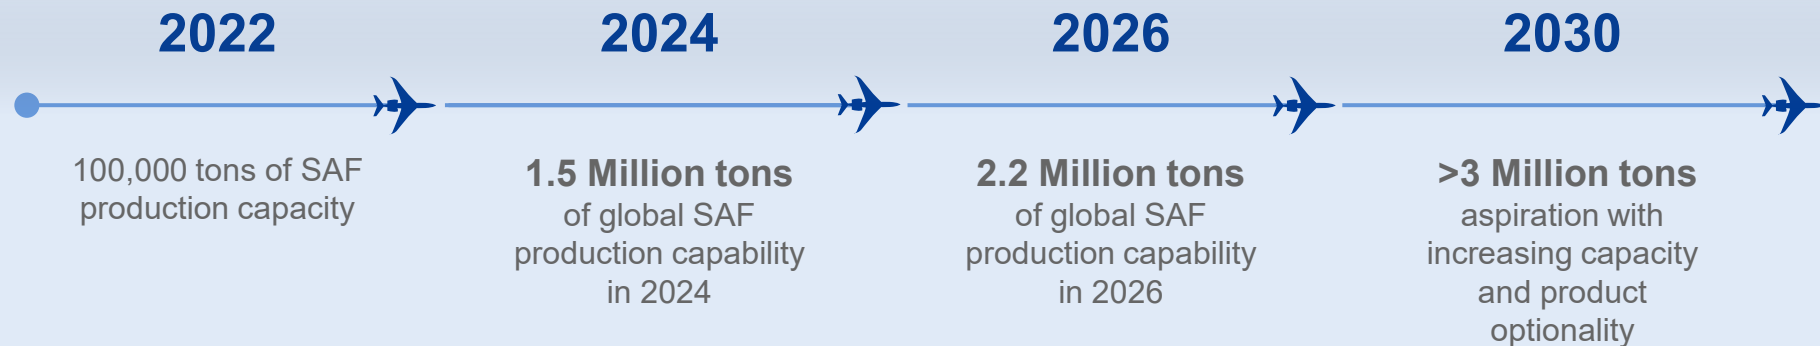 2022
100,000 tons of SAF
production capacity
2024
1.5 Million tons
of global SAF
production capability
in 2024
2026
2.2 Million tons
of global SAF
production capability
in 2026
2030
>3 Million tons
aspiration with
increasing capacity
and product
optionality